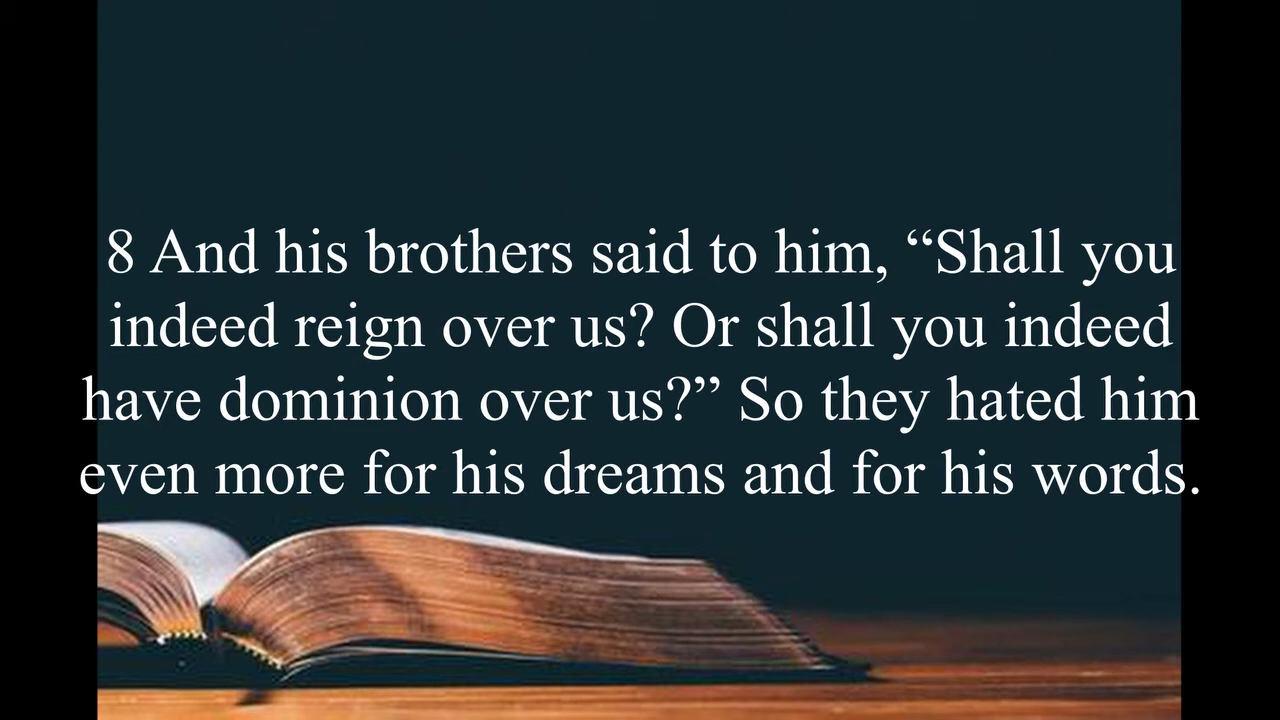 8 And his brothers said to him, “Shall you
indeed reign over us? Or shall you indeed
have dominion over us?” So they hated him
even more for his dreams and for his words.